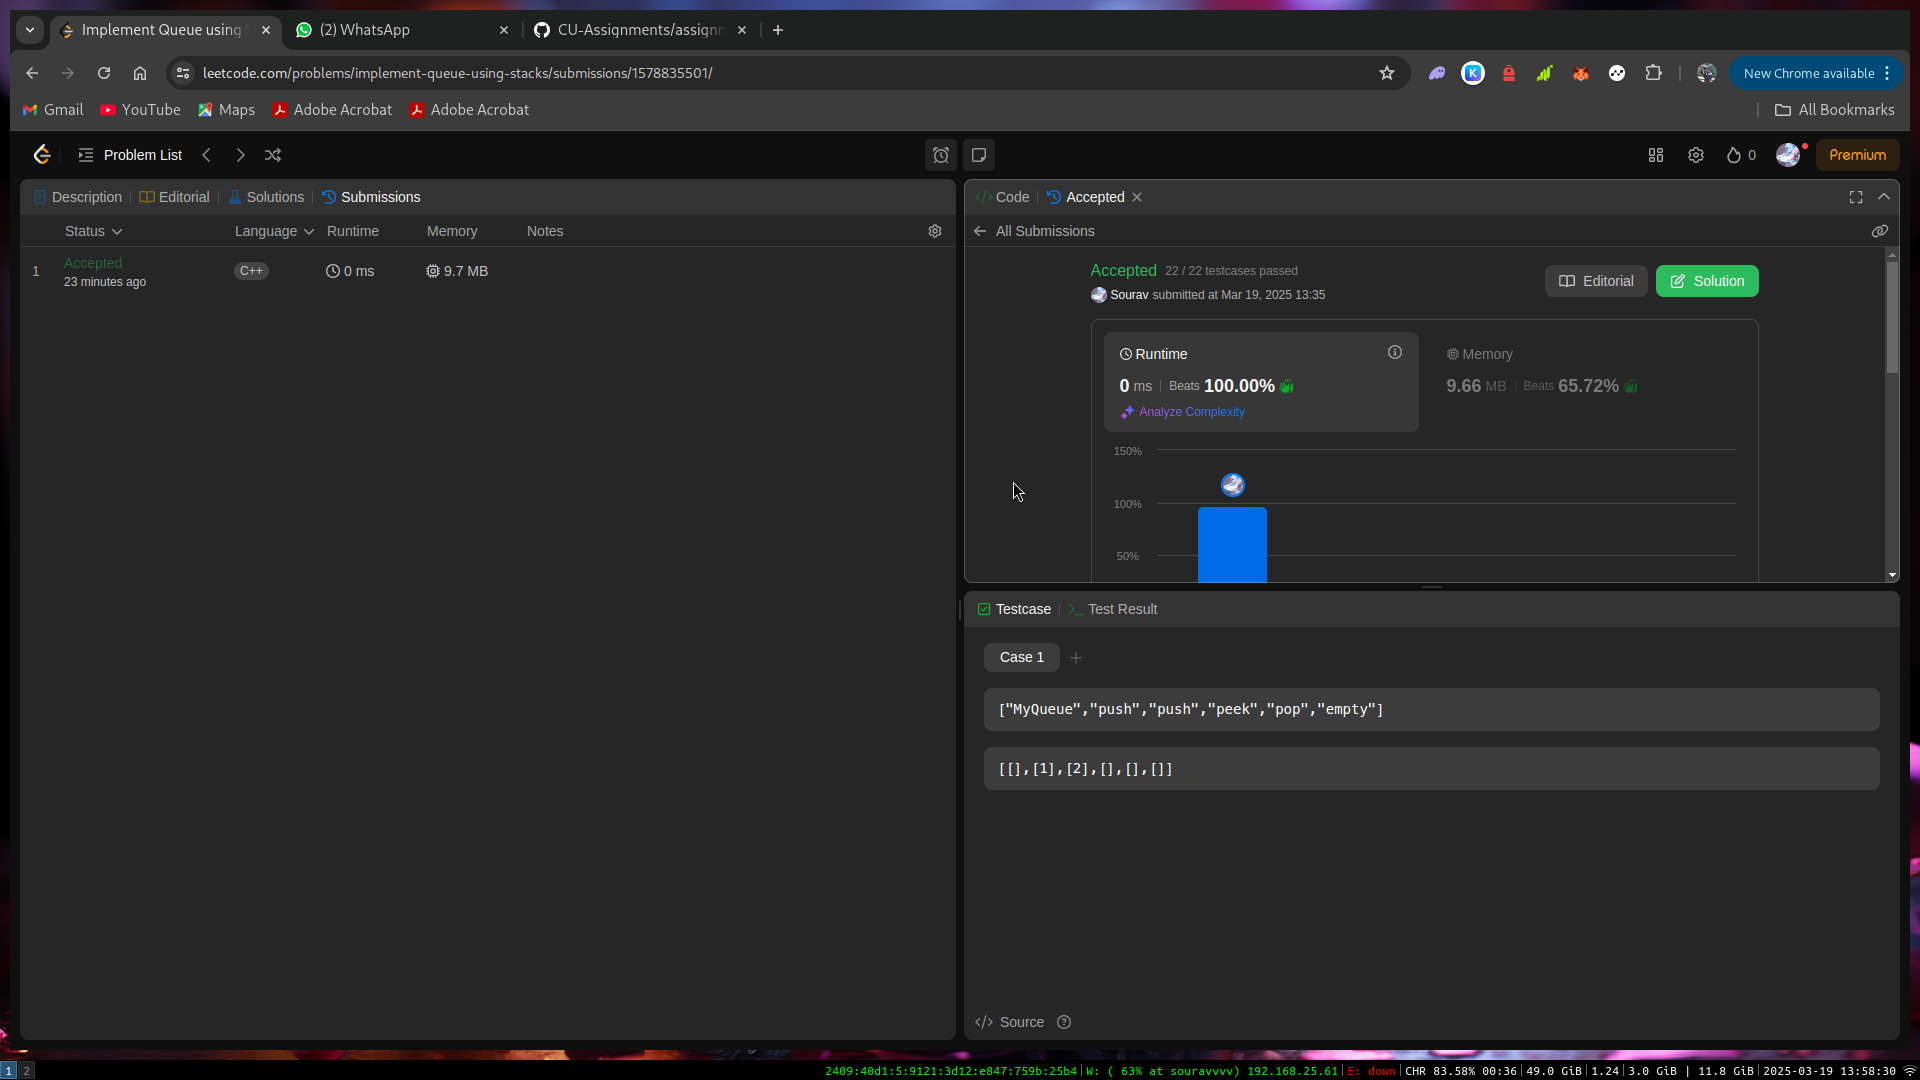 Implement Queue using S
(2) WhatsApp
CU-Assignments/assignm
leetcode.com/problems/implement-queue-using-stacks/submissions/1578835501/
New Chrome available
Gmail
YouTube
Maps
Adobe Acrobat
Adobe Acrobat
All Bookmarks
Problem List
0
Premium
Description
Editorial
Solutions
Submissions
Status
Language
Runtime
Memory
Notes
1
Accepted
23 minutes ago
C++
0 ms
9.7 MB
Code
Accepted
All Submissions
Accepted 22 / 22 testcases passed
Sourav submitted at Mar 19, 2025 13:35
Editorial
Solution
Runtime
0 ms | Beats 100.00%
Analyze Complexity
Memory
9.66 MB | Beats 65.72%
150%
100%
50%
Testcase
Test Result
Case 1
["MyQueue","push","push","peek","pop","empty"]
[[],[1],[2],[],[],[]]
Source
1 2
2409:40d1:5:9121:3d12:e847:759b:25b4|W: ( 63% at souravvvv) 192.168.25.61|E: down|CHR 83.58% 00:36|49.0 GiB|1.24|3.0 GiB | 11.8 GiB|2025-03-19 13:58:30